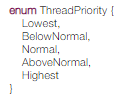 enum ThreadPriority {
    Lowest,
    BelowNormal,
    Normal,
    AboveNormal,
    Highest
}